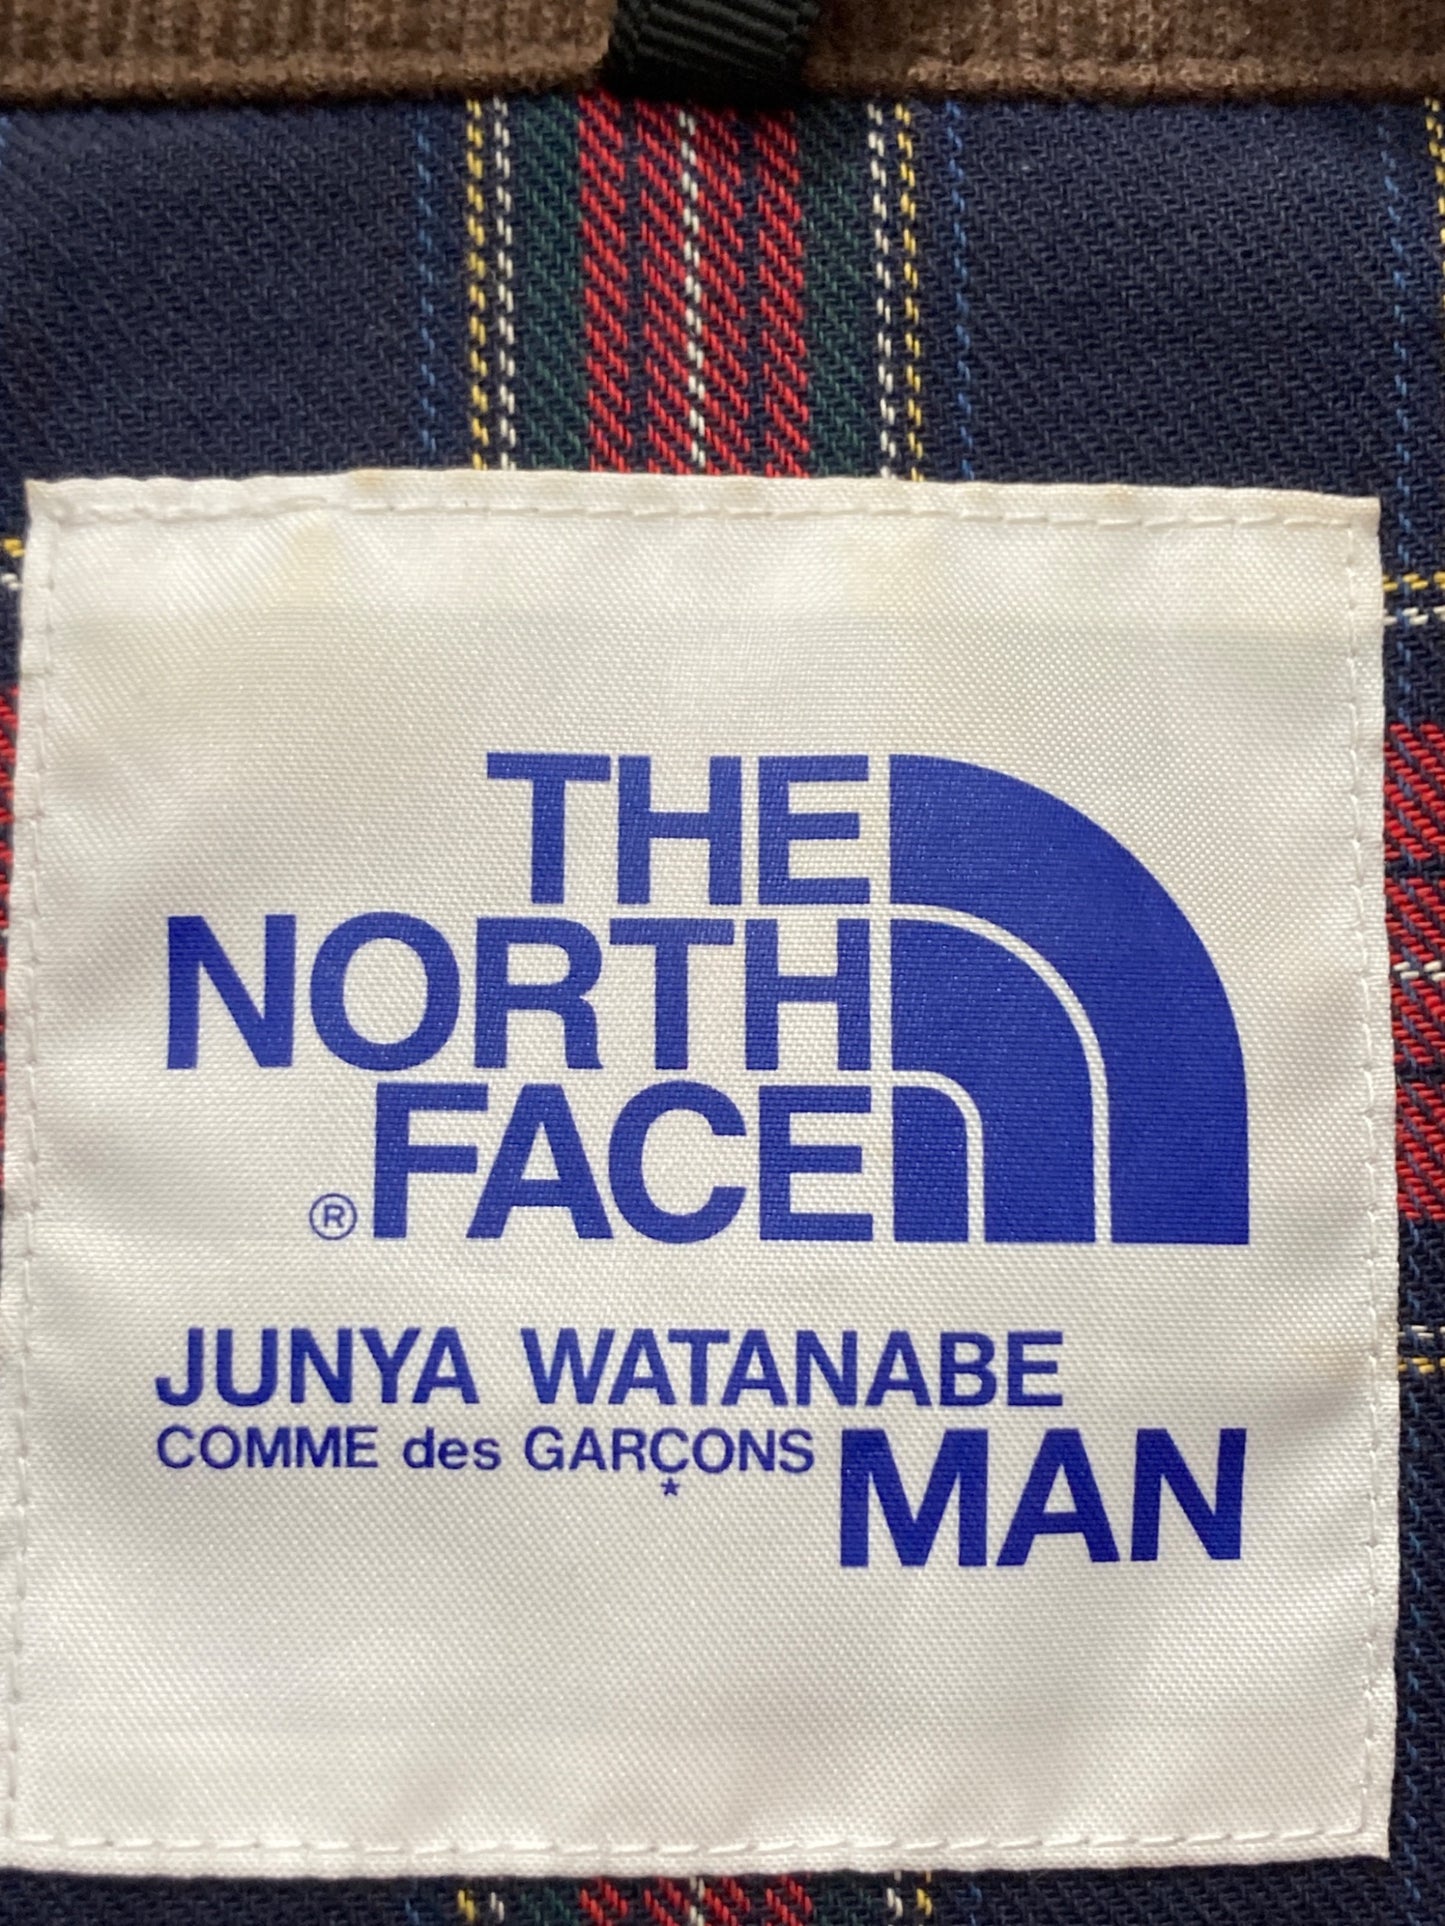 THE
NORTH
® FACE
JUNYA WATANABE
COMME des GARÇONS MAN